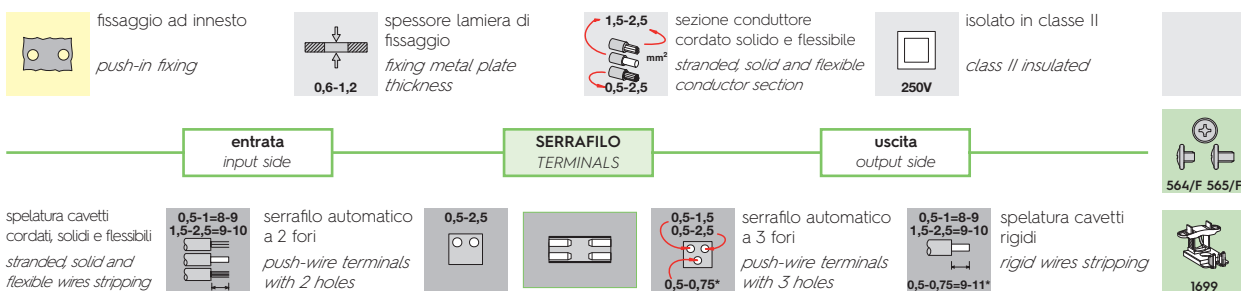 fissaggio ad innesto
push-in fixing
0,6-1,2
spessore lamiera di
fissaggio
fixing metal plate
thickness
1,5-2,5
mm²
0,5-2,5
sezione conduttore
cordato solido e flessibile
stranded, solid and flexible
conductor section
250V
isolato in classe II
class II insulated
entrata
input side
SERRAFILO
TERMINALS
uscita
output side
564/F 565/F
spelatura cavetti
cordati, solidi e flessibili
stranded, solid and
flexible wires stripping
0,5-1=8-9
1,5-2,5=9-10
serrafilo automatico
a 2 fori
push-wire terminals
with 2 holes
0,5-2,5
0,5-1,5
0,5-2,5
0,5-0,75*
serrafilo automatico
a 3 fori
push-wire terminals
with 3 holes
0,5-1=8-9
1,5-2,5=9-10
0,5-0,75=9-11*
spelatura cavetti
rigidi
rigid wires stripping
1699